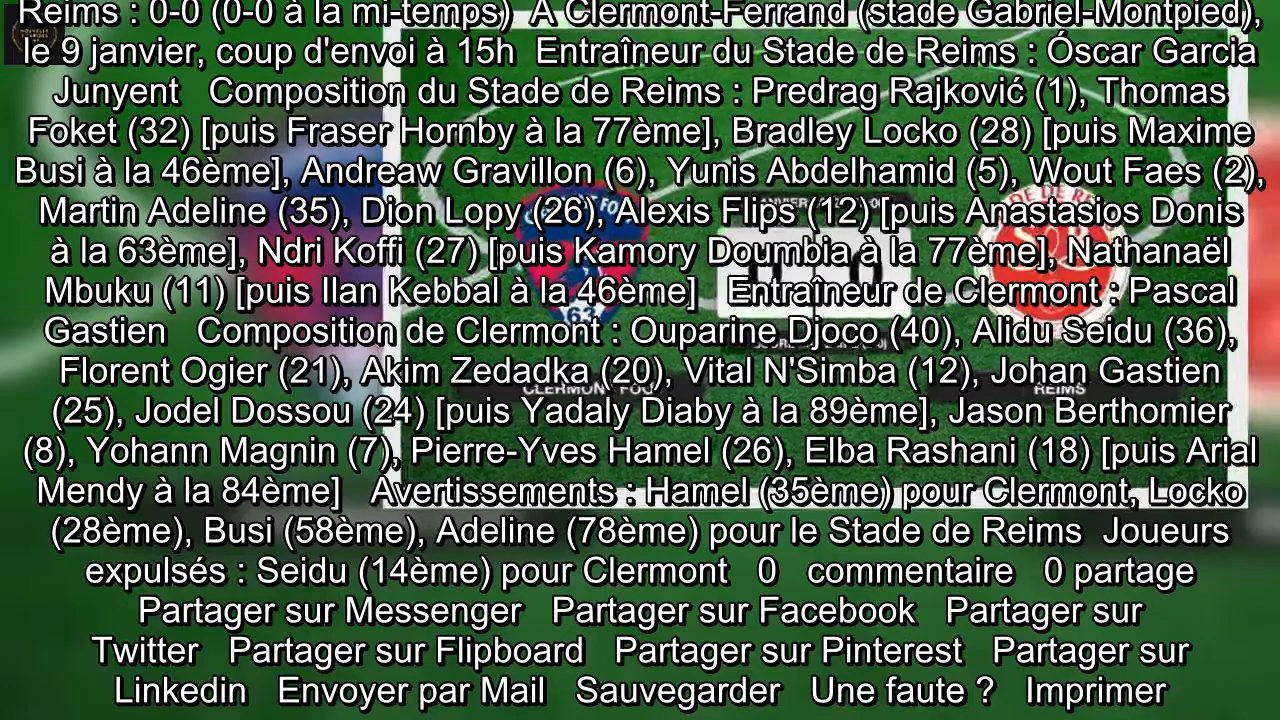 Reims : 0-0 (0-0 à la mi-temps) À Clermont-Ferrand (stade Gabriel-Montpied),
le 9 janvier, coup d'envoi à 15h Entraîneur du Stade de Reims : Óscar Garcia
Junyent Composition du Stade de Reims : Predrag Rajković (1), Thomas
Foket (32) [puis Fraser Hornby à la 77ème], Bradley Locko (28) [puis Maxime
Busi à la 46ème], Andreaw Gravillon (6), Yunis Abdelhamid (5), Wout Faes (2),
Martin Adeline (35), Dion Lopy (26), Alexis Flips (12) [puis Anastasios Donis
à la 63ème], Ndri Koffi (27) [puis Kamory Doumbia à la 77ème], Nathanaël
Mbuku (11) [puis Ilan Kebbal à la 46ème] Entraîneur de Clermont : Pascal
Gastien Composition de Clermont : Ouparine Djoco (40), Alidu Seidu (36),
Florent Ogier (21), Akim Zedadka (20), Vital N'Simba (12), Johan Gastien
(25), Jodel Dossou (24) [puis Yadaly Diaby à la 89ème], Jason Berthomier
(8), Yohann Magnin (7), Pierre-Yves Hamel (26), Elba Rashani (18) [puis Arial
Mendy à la 84ème] Avertissements : Hamel (35ème) pour Clermont, Locko
(28ème), Busi (58ème), Adeline (78ème) pour le Stade de Reims Joueurs
expulsés : Seidu (14ème) pour Clermont 0 commentaire 0 partage
Partager sur Messenger Partager sur Facebook Partager sur
Twitter Partager sur Flipboard Partager sur Pinterest Partager sur
Linkedin Envoyer par Mail Sauvegarder Une faute ? Imprimer
0 0
REIMS